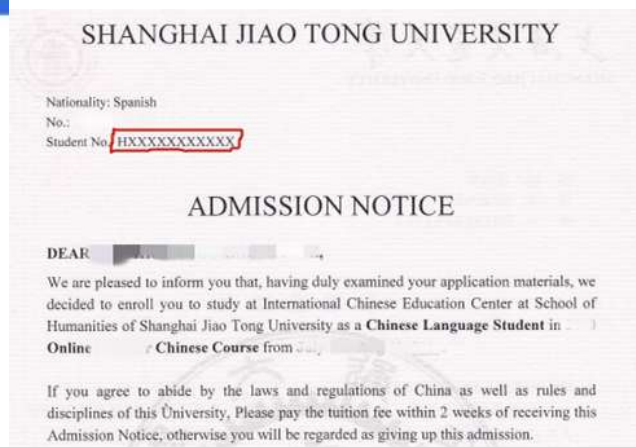 SHANGHAI JIAO TONG UNIVERSITY
Nationality: Spanish
No.:
Student No. HXXXXXXXXXXX
ADMISSION NOTICE
DEAR ,
We are pleased to inform you that, having duly examined your application materials, we
decided to enroll you to study at International Chinese Education Center at School of
Humanities of Shanghai Jiao Tong University as a Chinese Language Student in
Online Chinese Course from
If you agree to abide by the laws and regulations of China as well as rules and
disciplines of this University, Please pay the tuition fee within 2 weeks of receiving this
Admission Notice, otherwise you will be regarded as giving up this admission.